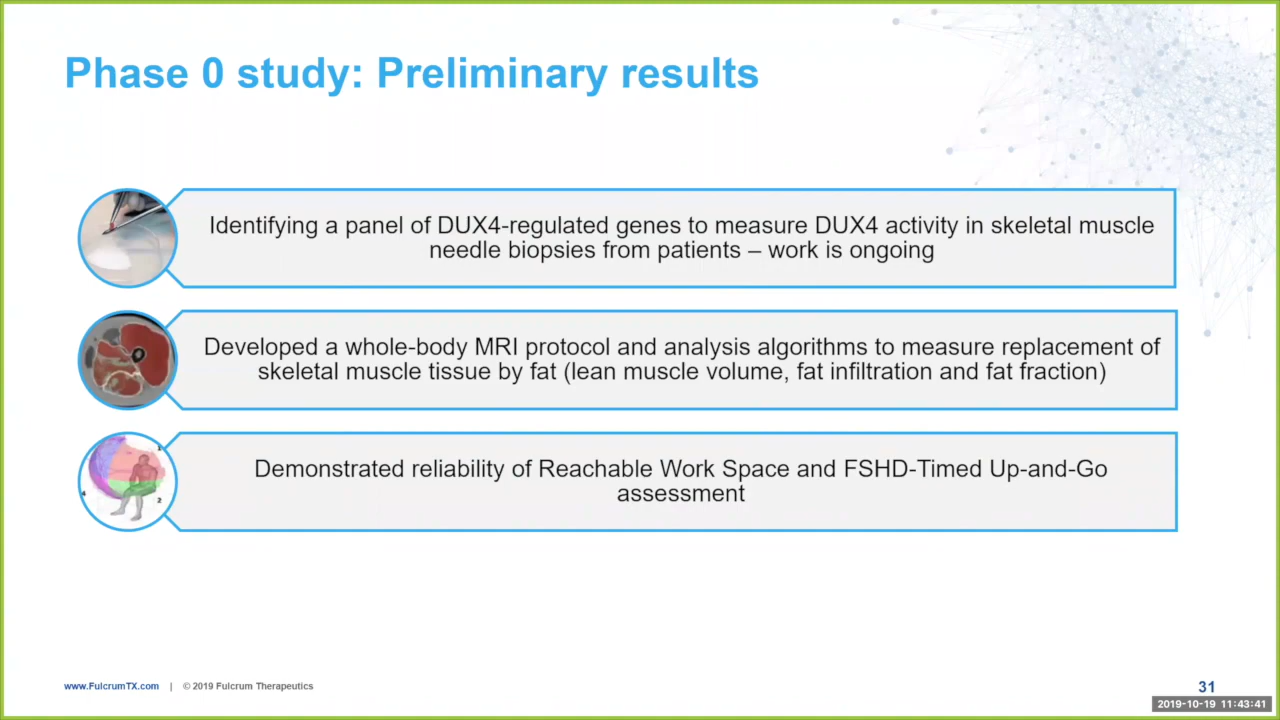 Phase 0 study: Preliminary results
Identifying a panel of DUX4-regulated genes to measure DUX4 activity in skeletal muscle
needle biopsies from patients – work is ongoing
Developed a whole-body MRI protocol and analysis algorithms to measure replacement of
skeletal muscle tissue by fat (lean muscle volume, fat infiltration and fat fraction)
1
4
2
Demonstrated reliability of Reachable Work Space and FSHD-Timed Up-and-Go
assessment
www.FulcrumTX.com | © 2019 Fulcrum Therapeutics
31
2019-10-19 11:43:41